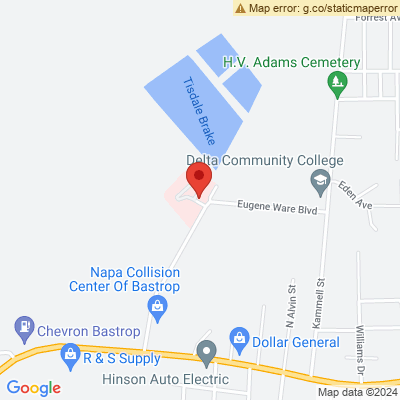 Map error: g.co/staticmaperror
Forrest Av
H.V. Adams Cemetery
Tisdale Brake
Delta Community College
Eden Ave
Eugene Ware Blvd
Napa Collision
Center Of Bastrop
N Alvin St
Kammell St
Williams Dr
Chevron Bastrop
Dollar General
R & S Supply
Hinson Auto Electric
Google
Map data ©2024